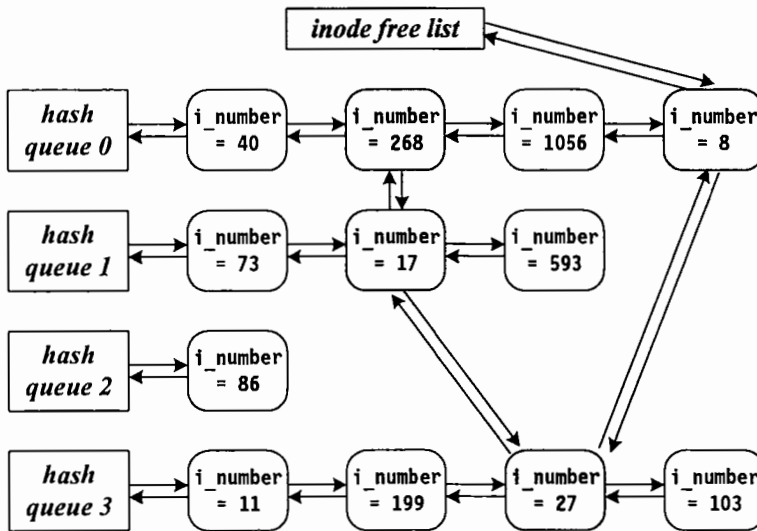 inode free list
hash
queue 0
i_number
= 40
i_number
= 268
i_number
= 1056
i_number
= 8
hash
queue 1
i_number
= 73
i_number
= 17
i_number
= 593
hash
queue 2
i_number
= 86
hash
queue 3
i_number
= 11
i_number
= 199
i_number
= 27
i_number
= 103